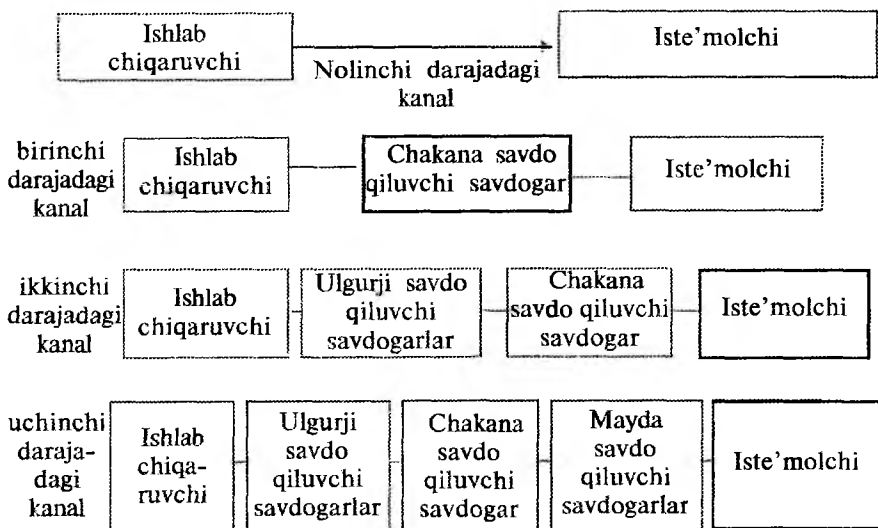 Ishlab
chiqaruvchi
Nolinchi darajadagi
kanal
Iste’molchi
birinchi
darajadagi
kanal
Ishlab
chiqaruvchi
Chakana savdo
qiluvchi savdogar
Iste’molchi
ikkinchi
darajadagi
kanal
Ishlab
chiqaruvchi
Ulgurji savdo
qiluvchi
savdogarlar
Chakana
savdo qiluvchi
savdogar
Iste’molchi
uchinchi
daraja-
dagi
kanal
Ishlab
chiqa-
ruvchi
Ulgurji
savdo
qiluvchi
savdogarlar
Chakana
savdo
qiluvchi
savdogar
Mayda
savdo
qiluvchi
savdogarlar
Iste’molchi